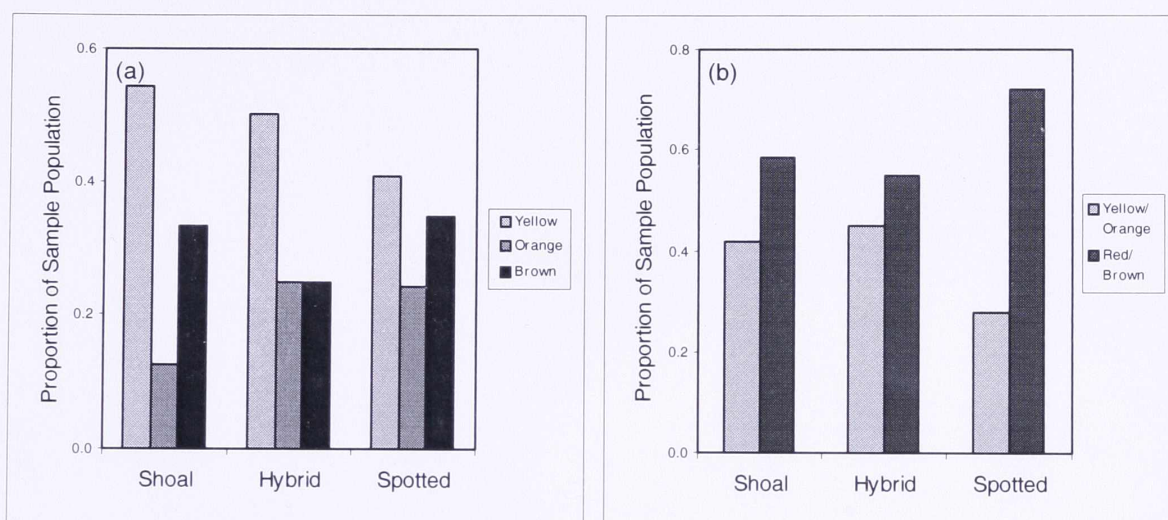 (a)
Proportion of Sample Population
0.6
0.4
0.2
0.0
Shoal Hybrid Spotted
Yellow
Orange
Brown
(b)
Proportion of Sample Population
0.8
0.6
0.4
0.2
0.0
Shoal Hybrid Spotted
Yellow/
Orange
Red/
Brown